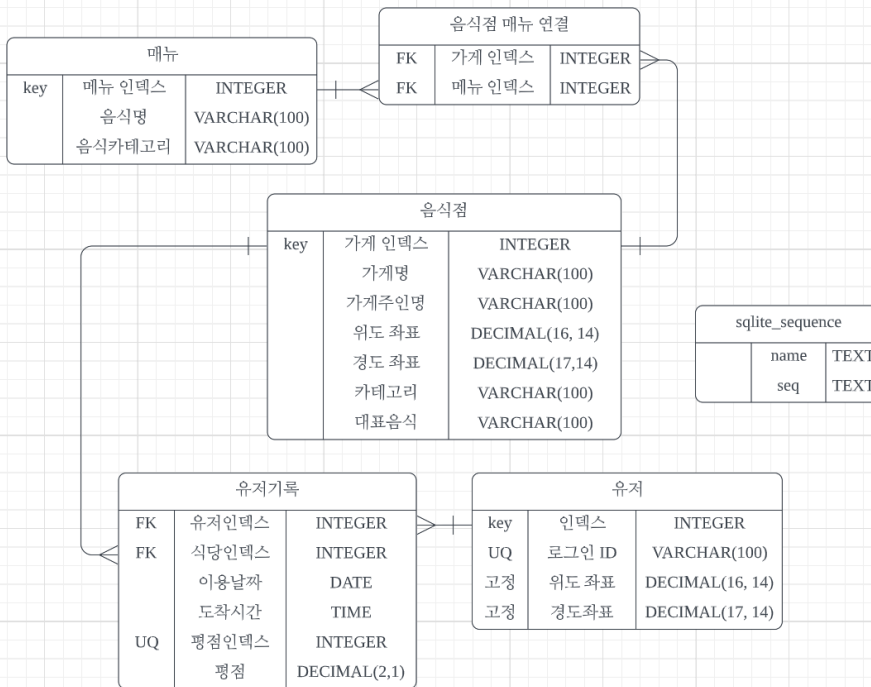 음식점 매뉴 연결
FK 가게 인덱스 INTEGER
FK 메뉴 인덱스 INTEGER
매뉴
key 메뉴 인덱스 INTEGER
음식명 VARCHAR(100)
음식카테고리 VARCHAR(100)
음식점
key 가게 인덱스 INTEGER
가게명 VARCHAR(100)
가게주인명 VARCHAR(100)
위도 좌표 DECIMAL(16, 14)
경도 좌표 DECIMAL(17,14)
카테고리 VARCHAR(100)
대표음식 VARCHAR(100)
sqlite_sequence
name TEXT
seq TEXT
유저기록
FK 유저인덱스 INTEGER
FK 식당인덱스 INTEGER
이용날짜 DATE
도착시간 TIME
UQ 평점인덱스 INTEGER
평점 DECIMAL(2,1)
유저
key 인덱스 INTEGER
UQ 로그인 ID VARCHAR(100)
고정 위도 좌표 DECIMAL(16, 14)
고정 경도좌표 DECIMAL(17, 14)